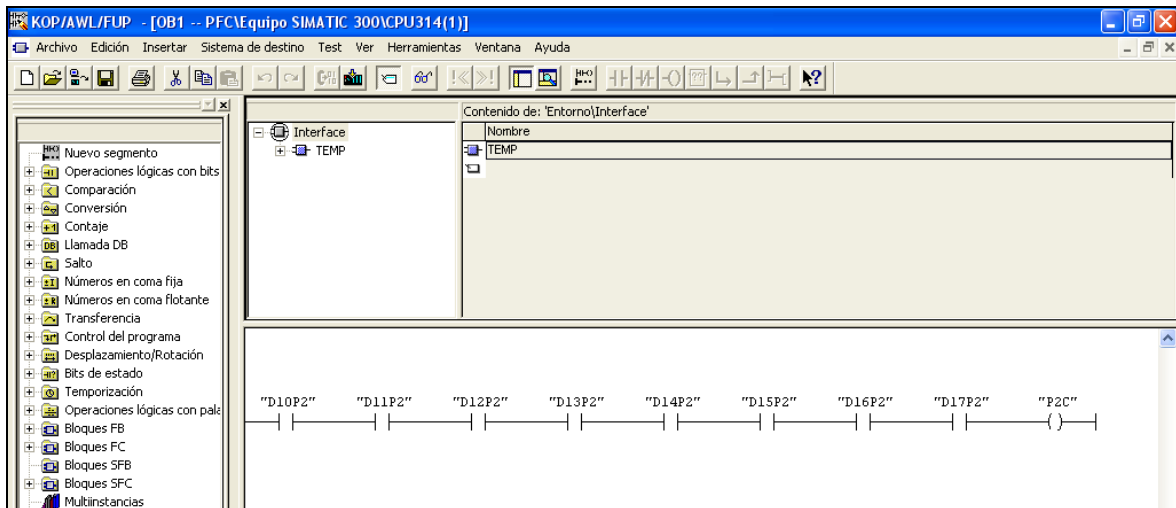 KOP/AWL/FUP - [OB1 -- PFC\Equipo SIMATIC 300\CPU314(1)]
Archivo Edición Insertar Sistema de destino Test Ver Herramientas Ventana Ayuda
Contenido de: 'Entorno\Interface'
Interface
TEMP
Nombre
TEMP
Nuevo segmento
Operaciones lógicas con bits
Comparación
Conversión
Contaje
DB Llamada DB
Salto
Números en coma fija
Números en coma flotante
Transferencia
Control del programa
Desplazamiento/Rotación
Bits de estado
Temporización
Operaciones lógicas con pala
Bloques FB
Bloques FC
Bloques SFB
Bloques SFC
Multiinstancias
"D10P2" "D11P2" "D12P2" "D13P2" "D14P2" "D15P2" "D16P2" "D17P2" "P2C"